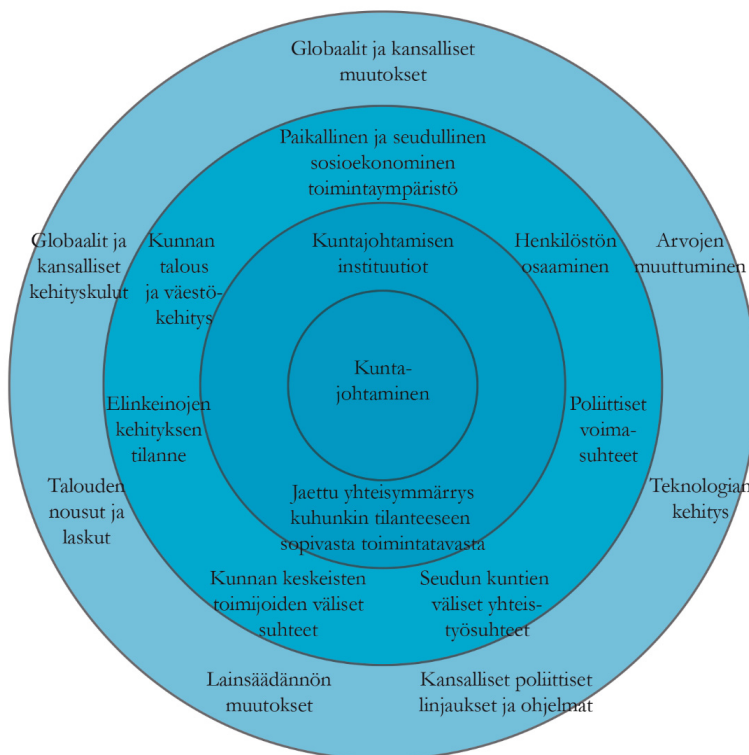 Globaalit ja kansalliset
muutokset
Paikallinen ja seudullinen
sosioekonominen
toimintaympäristö
Globaalit ja
kansalliset
kehityskulut
Kunnan
talous
ja väestö-
kehitys
Kuntajohtamisen
instituutiot
Henkilöstön
osaaminen
Arvojen
muuttuminen
Kunta-
johtaminen
Elinkeinojen
kehityksen
tilanne
Poliittiset
voima-
suhteet
Talouden
nousut ja
laskut
Jaettu yhteisymmärrys
kuhunkin tilanteeseen
sopivasta toimintatavasta
Teknologian
kehitys
Kunnan keskeisten
toimijoiden väliset
suhteet
Seudun kuntien
väliset yhteis-
työsuhteet
Lainsäädännön
muutokset
Kansalliset poliittiset
linjaukset ja ohjelmat